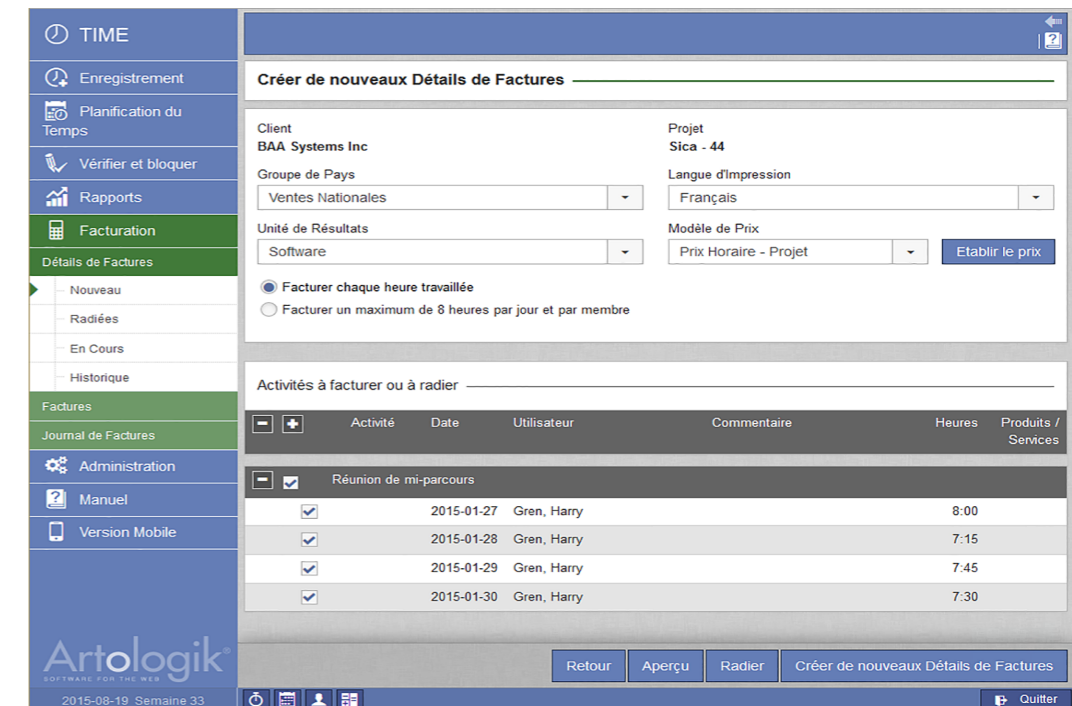 TIME
Enregistrement
Planification du
Temps
Vérifier et bloquer
Rapports
Facturation
Détails de Factures
Nouveau
Radiées
En Cours
Historique
Factures
Journal de Factures
Administration
Manuel
Version Mobile
Artologik®
SOFTWARE FOR THE WEB
2015-08-19 Semaine 33
Créer de nouveaux Détails de Factures
Client
BAA Systems Inc
Projet
Sica - 44
Groupe de Pays
Ventes Nationales
Langue d'Impression
Français
Unité de Résultats
Software
Modèle de Prix
Prix Horaire - Projet
Etablir le prix
Facturer chaque heure travaillée
Facturer un maximum de 8 heures par jour et par membre
Activités à facturer ou à radier
Activité Date Utilisateur Commentaire Heures Produits /
Services
Réunion de mi-parcours
2015-01-27 Gren, Harry 8:00
2015-01-28 Gren, Harry 7:15
2015-01-29 Gren, Harry 7:45
2015-01-30 Gren, Harry 7:30
Retour Aperçu Radier Créer de nouveaux Détails de Factures
Quitter